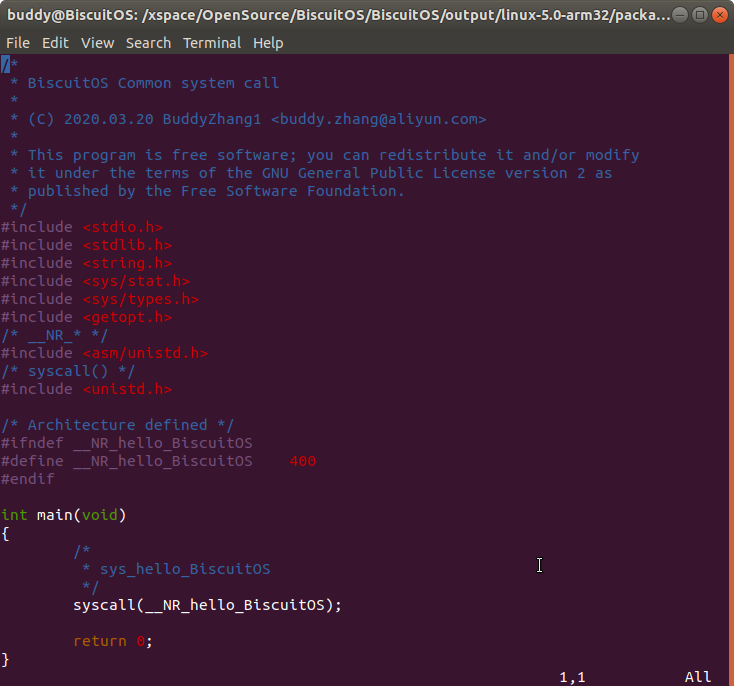 buddy@BiscuitOS: /xspace/OpenSource/BiscuitOS/BiscuitOS/output/linux-5.0-arm32/packa...
File Edit View Search Terminal Help
/*
 * BiscuitOS Common system call
 *
 * (C) 2020.03.20 BuddyZhang1 <buddy.zhang@aliyun.com>
 *
 * This program is free software; you can redistribute it and/or modify
 * it under the terms of the GNU General Public License version 2 as
 * published by the Free Software Foundation.
 */
#include <stdio.h>
#include <stdlib.h>
#include <string.h>
#include <sys/stat.h>
#include <sys/types.h>
#include <getopt.h>
/* __NR_* */
#include <asm/unistd.h>
/* syscall() */
#include <unistd.h>

/* Architecture defined */
#ifndef __NR_hello_BiscuitOS
#define __NR_hello_BiscuitOS    400
#endif

int main(void)
{
        /*
         * sys_hello_BiscuitOS
         */
        syscall(__NR_hello_BiscuitOS);

        return 0;
}
1,1 All